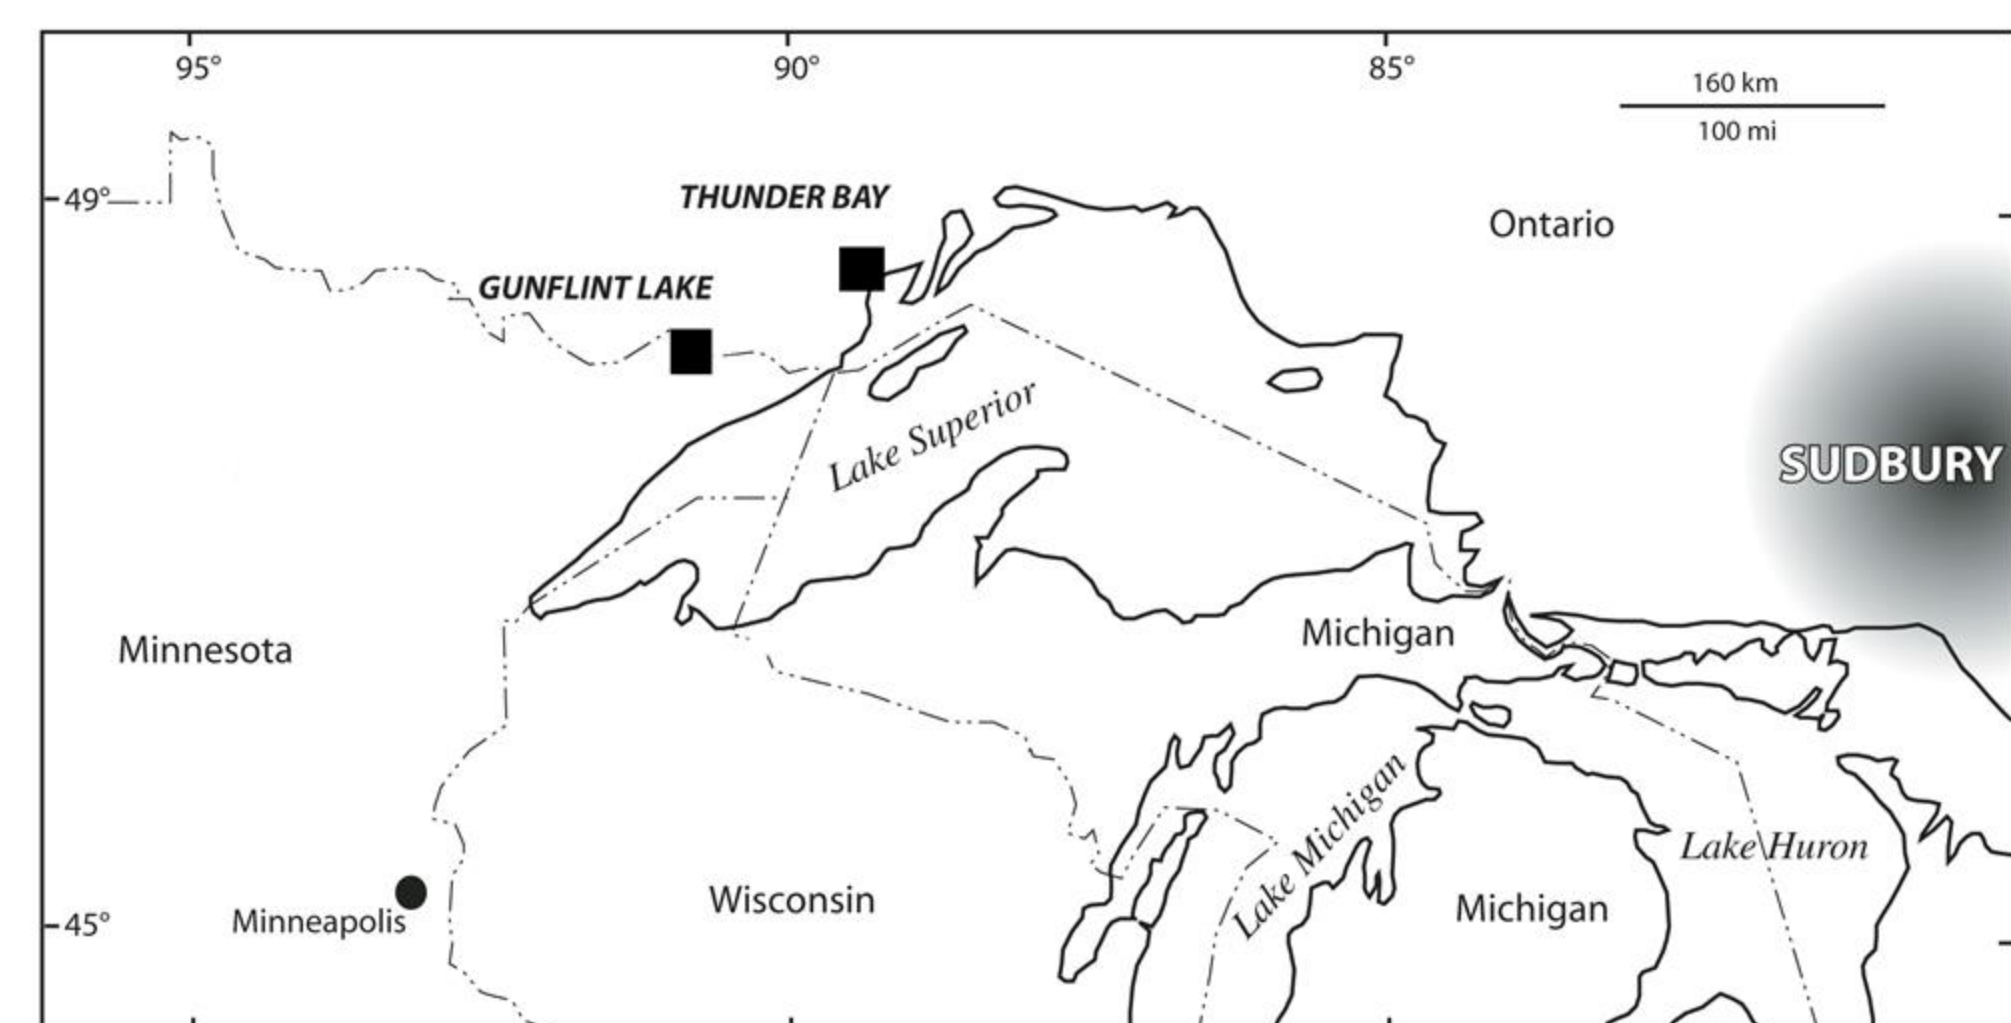 95°
90°
85°
160 km
100 mi
49°
THUNDER BAY
Ontario
GUNFLINT LAKE
Lake Superior
SUDBURY
Minnesota
Michigan
Lake Michigan
Lake Huron
Wisconsin
Michigan
Minneapolis
45°